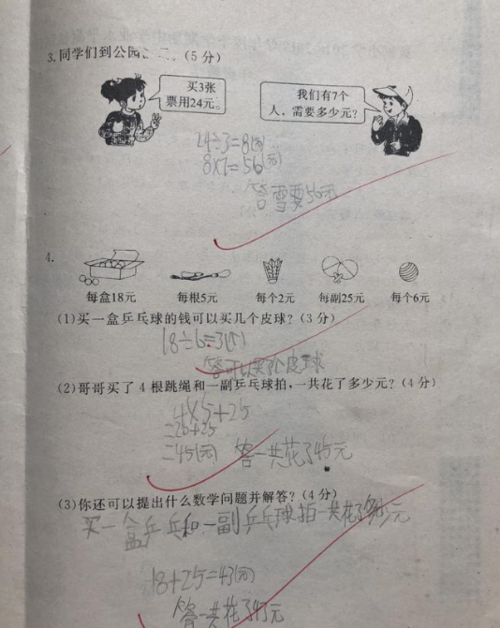 3.同学们到公园 (5分)
买3张
票用24元。
我们有7个
人,需要多少元?
24÷3=8(元)
8×7=56(元)
答需要56元
4.
每盒18元 每根5元 每个2元 每副25元 每个6元
(1)买一盒乒乓球的钱可以买几个皮球?(3分)
18÷6=3(个)
答可以买3个皮球
(2)哥哥买了4根跳绳和一副乒乓球拍,一共花了多少元?(4分)
4×5+25
=20+25
=45(元) 答一共花了45元
(3)你还可以提出什么数学问题并解答?(4分)
买一盒乒乓和一副乒乓球拍一共花了多少元
18+25=43(元)
答一共花了43元